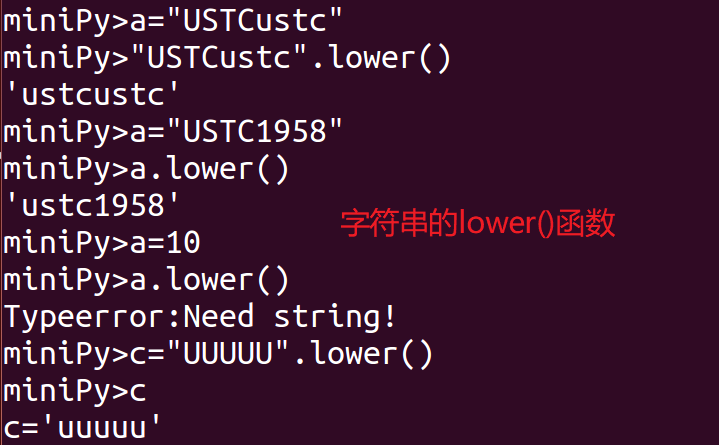 miniPy>a="USTCustc"
miniPy>"USTCustc".lower()
'ustcustc'
miniPy>a="USTC1958"
miniPy>a.lower()
'ustc1958'
字符串的lower()函数
miniPy>a=10
miniPy>a.lower()
Typeerror:Need string!
miniPy>c="UUUUU".lower()
miniPy>c
c='uuuuu'